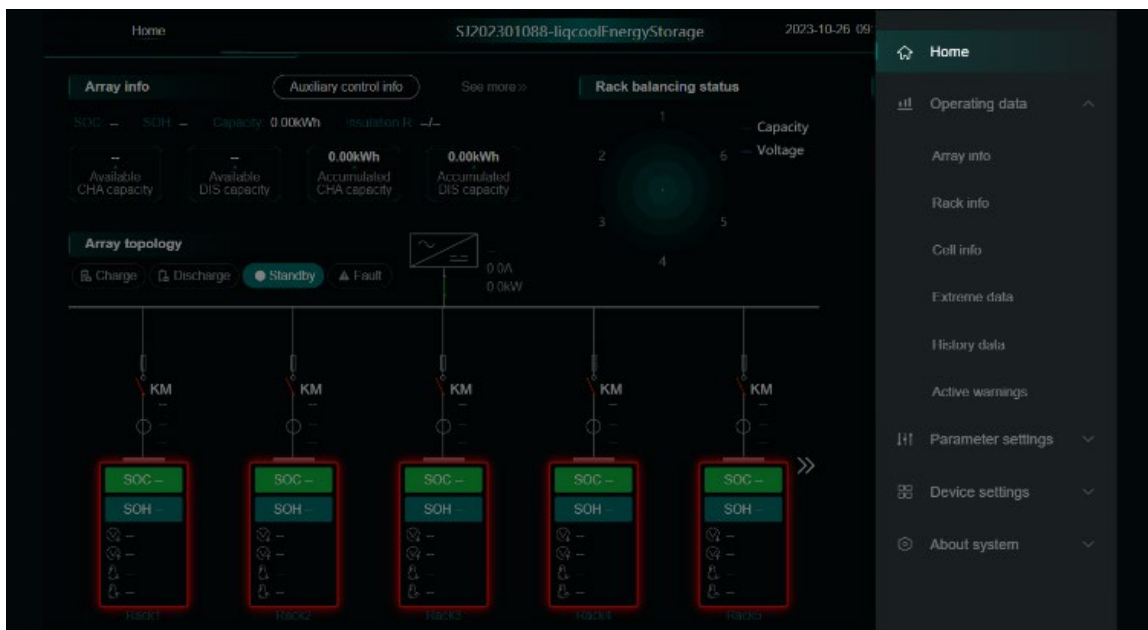 Home
SJ202301088-liqcoolEnergyStorage
2023-10-26 09:
Array info
Auxiliary control info
See more »
Rack balancing status
SOC: --  SOH: --  Capacity: 0.00kWh  Insulation R: --/--
-- Available CHA capacity
-- Available DIS capacity
0.00kWh Accumulated CHA capacity
0.00kWh Accumulated DIS capacity
1
2
3
4
5
6
Capacity
Voltage
Array topology
Charge
Discharge
Standby
Fault
--
0.0A
0.0kW
KM
--
--
--
KM
--
--
--
KM
--
--
--
KM
--
--
--
KM
--
--
--
SOC --
SOH --
--
--
--
--
Rack1
SOC --
SOH --
--
--
--
--
Rack2
SOC --
SOH --
--
--
--
--
Rack3
SOC --
SOH --
--
--
--
--
Rack4
SOC --
SOH --
--
--
--
--
Rack5
Home
Operating data
Array info
Rack info
Cell info
Extreme data
History data
Active warnings
Parameter settings
Device settings
About system